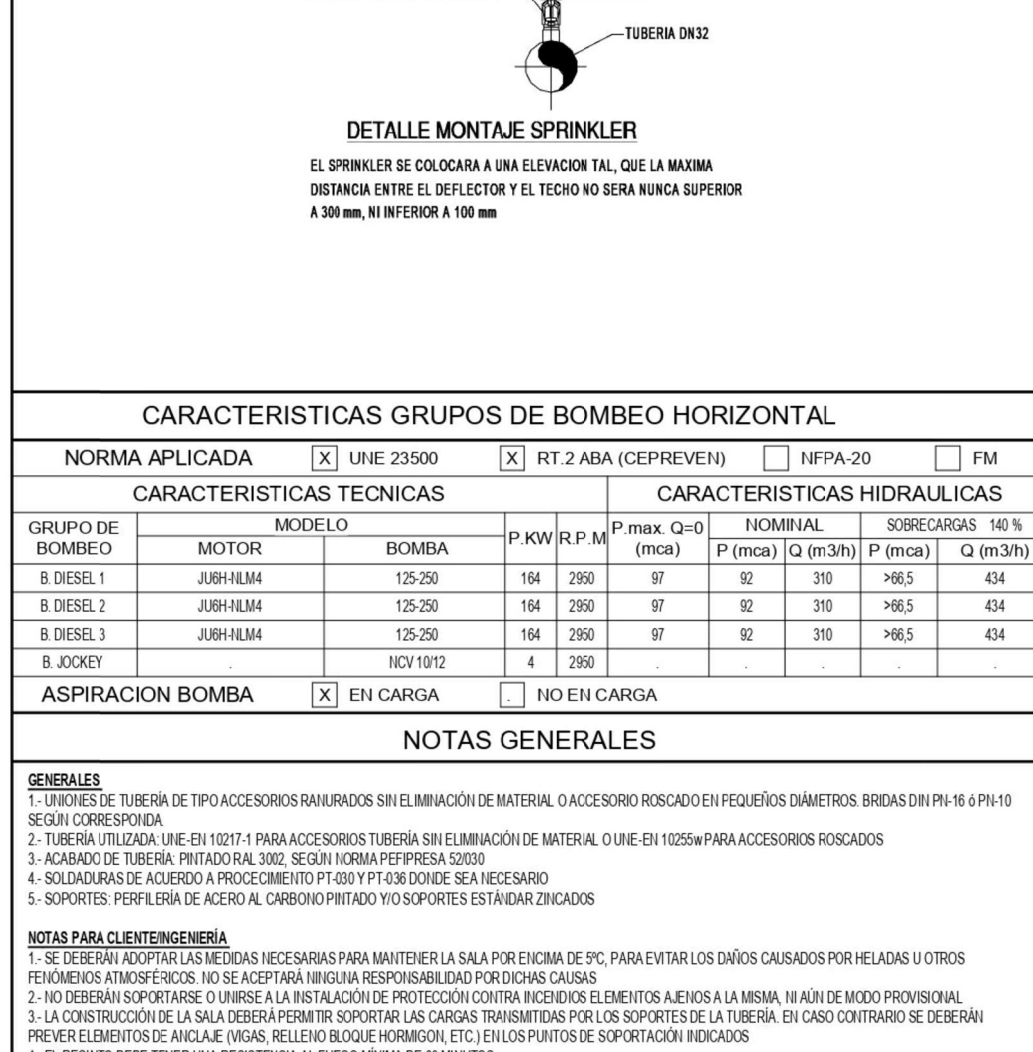 TUBERIA DN32
DETALLE MONTAJE SPRINKLER
EL SPRINKLER SE COLOCARA A UNA ELEVACION TAL, QUE LA MAXIMA
DISTANCIA ENTRE EL DEFLECTOR Y EL TECHO NO SERA NUNCA SUPERIOR
A 300 mm, NI INFERIOR A 100 mm
CARACTERISTICAS GRUPOS DE BOMBEO HORIZONTAL
NORMA APLICADA X UNE 23500 X RT.2 ABA (CEPREVEN) NFPA-20 FM
CARACTERISTICAS TECNICAS CARACTERISTICAS HIDRAULICAS
GRUPO DE BOMBEO MODELO P.KW R.P.M P.max. Q=0 (mca) NOMINAL SOBRECARGAS 140 %
MOTOR BOMBA P (mca) Q (m3/h) P (mca) Q (m3/h)
B. DIESEL 1 JU6H-NLM4 125-250 164 2950 97 92 310 >66,5 434
B. DIESEL 2 JU6H-NLM4 125-250 164 2950 97 92 310 >66,5 434
B. DIESEL 3 JU6H-NLM4 125-250 164 2950 97 92 310 >66,5 434
B. JOCKEY . NCV 10/12 4 2950 . . . . .
ASPIRACION BOMBA X EN CARGA . NO EN CARGA
NOTAS GENERALES
GENERALES
1.- UNIONES DE TUBERÍA DE TIPO ACCESORIOS RANURADOS SIN ELIMINACIÓN DE MATERIAL O ACCESORIO ROSCADO EN PEQUEÑOS DIÁMETROS. BRIDAS DIN PN-16 ó PN-10
SEGÚN CORRESPONDA
2.- TUBERÍA UTILIZADA: UNE-EN 10217-1 PARA ACCESORIOS TUBERÍA SIN ELIMINACIÓN DE MATERIAL O UNE-EN 10255w PARA ACCESORIOS ROSCADOS
3.- ACABADO DE TUBERÍA: PINTADO RAL 3002, SEGÚN NORMA PEFIPRESA 52/030
4.- SOLDADURAS DE ACUERDO A PROCECIMIENTO PT-030 Y PT-036 DONDE SEA NECESARIO
5.- SOPORTES: PERFILERÍA DE ACERO AL CARBONO PINTADO Y/O SOPORTES ESTÁNDAR ZINCADOS
NOTAS PARA CLIENTE/INGENIERÍA
1.- SE DEBERÁN ADOPTAR LAS MEDIDAS NECESARIAS PARA MANTENER LA SALA POR ENCIMA DE 5ºC, PARA EVITAR LOS DAÑOS CAUSADOS POR HELADAS U OTROS
FENÓMENOS ATMOSFÉRICOS. NO SE ACEPTARÁ NINGUNA RESPONSABILIDAD POR DICHAS CAUSAS
2.- NO DEBERÁN SOPORTARSE O UNIRSE A LA INSTALACIÓN DE PROTECCIÓN CONTRA INCENDIOS ELEMENTOS AJENOS A LA MISMA, NI AÚN DE MODO PROVISIONAL
3.- LA CONSTRUCCIÓN DE LA SALA DEBERÁ PERMITIR SOPORTAR LAS CARGAS TRANSMITIDAS POR LOS SOPORTES DE LA TUBERÍA. EN CASO CONTRARIO SE DEBERÁN
PREVER ELEMENTOS DE ANCLAJE (VIGAS, RELLENO BLOQUE HORMIGON, ETC.) EN LOS PUNTOS DE SOPORTACIÓN INDICADOS